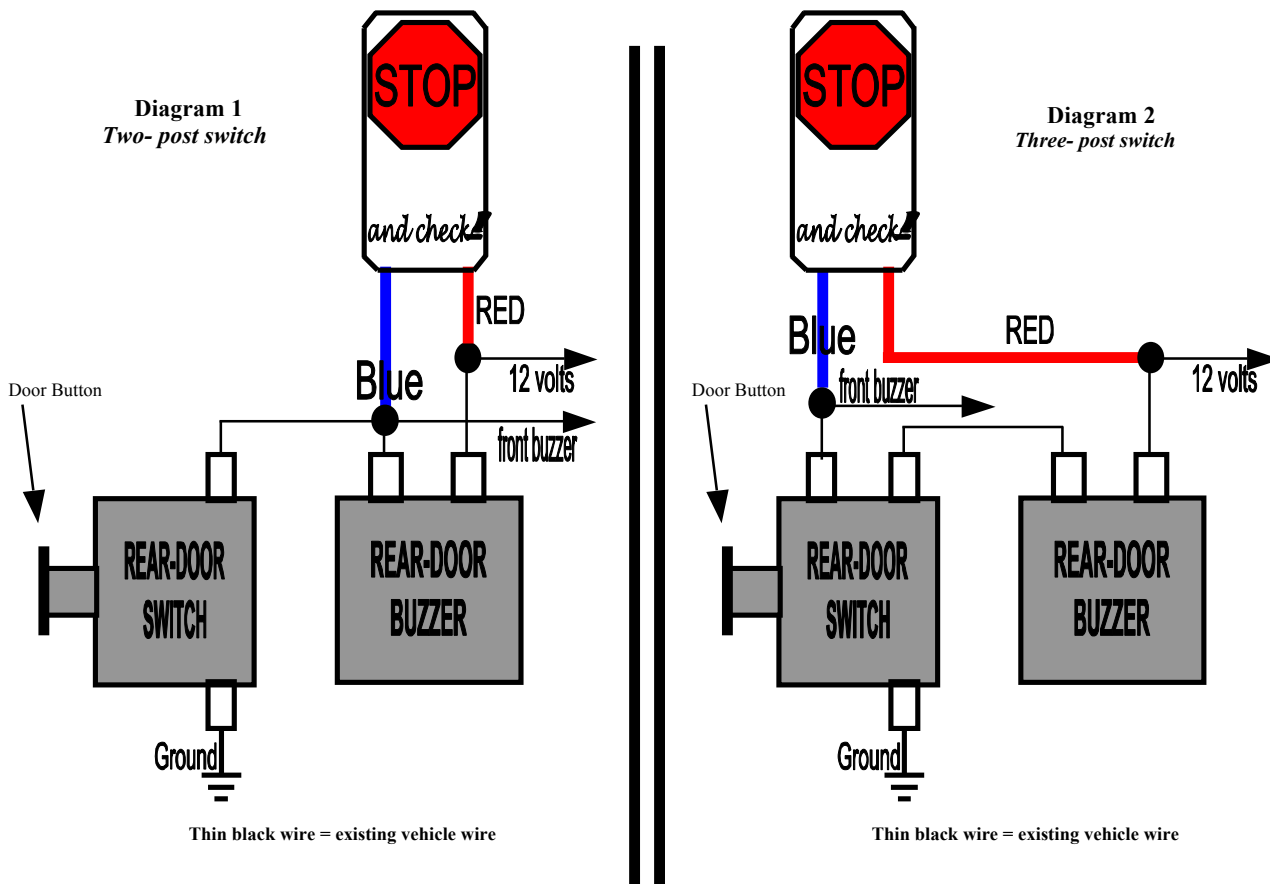 Diagram 1
Two- post switch
STOP
and check!
RED
12 volts
Blue
front buzzer
Door Button
REAR-DOOR
SWITCH
REAR-DOOR
BUZZER
Ground
Thin black wire = existing vehicle wire
Diagram 2
Three- post switch
STOP
and check!
RED
12 volts
Blue
front buzzer
Door Button
REAR-DOOR
SWITCH
REAR-DOOR
BUZZER
Ground
Thin black wire = existing vehicle wire